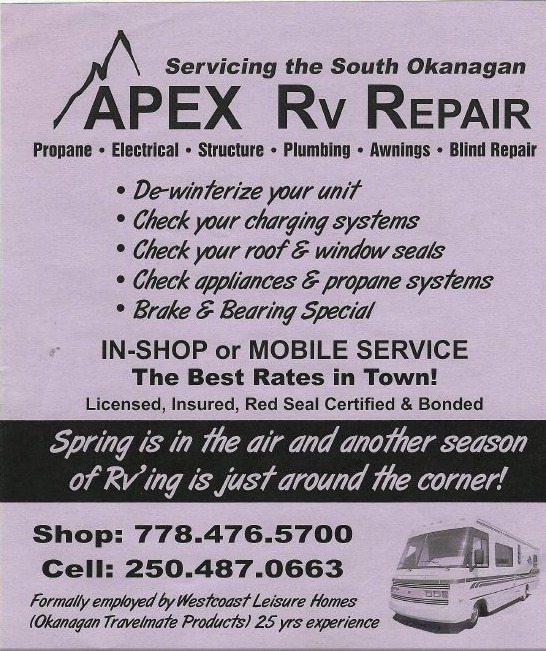 Servicing the South Okanagan
APEX RV REPAIR
Propane • Electrical • Structure • Plumbing • Awnings • Blind Repair
• De-winterize your unit
• Check your charging systems
• Check your roof & window seals
• Check appliances & propane systems
• Brake & Bearing Special
IN-SHOP or MOBILE SERVICE
The Best Rates in Town!
Licensed, Insured, Red Seal Certified & Bonded
Spring is in the air and another season
of Rv'ing is just around the corner!
Shop: 778.476.5700
Cell: 250.487.0663
Formally employed by Westcoast Leisure Homes
(Okanagan Travelmate Products) 25 yrs experience